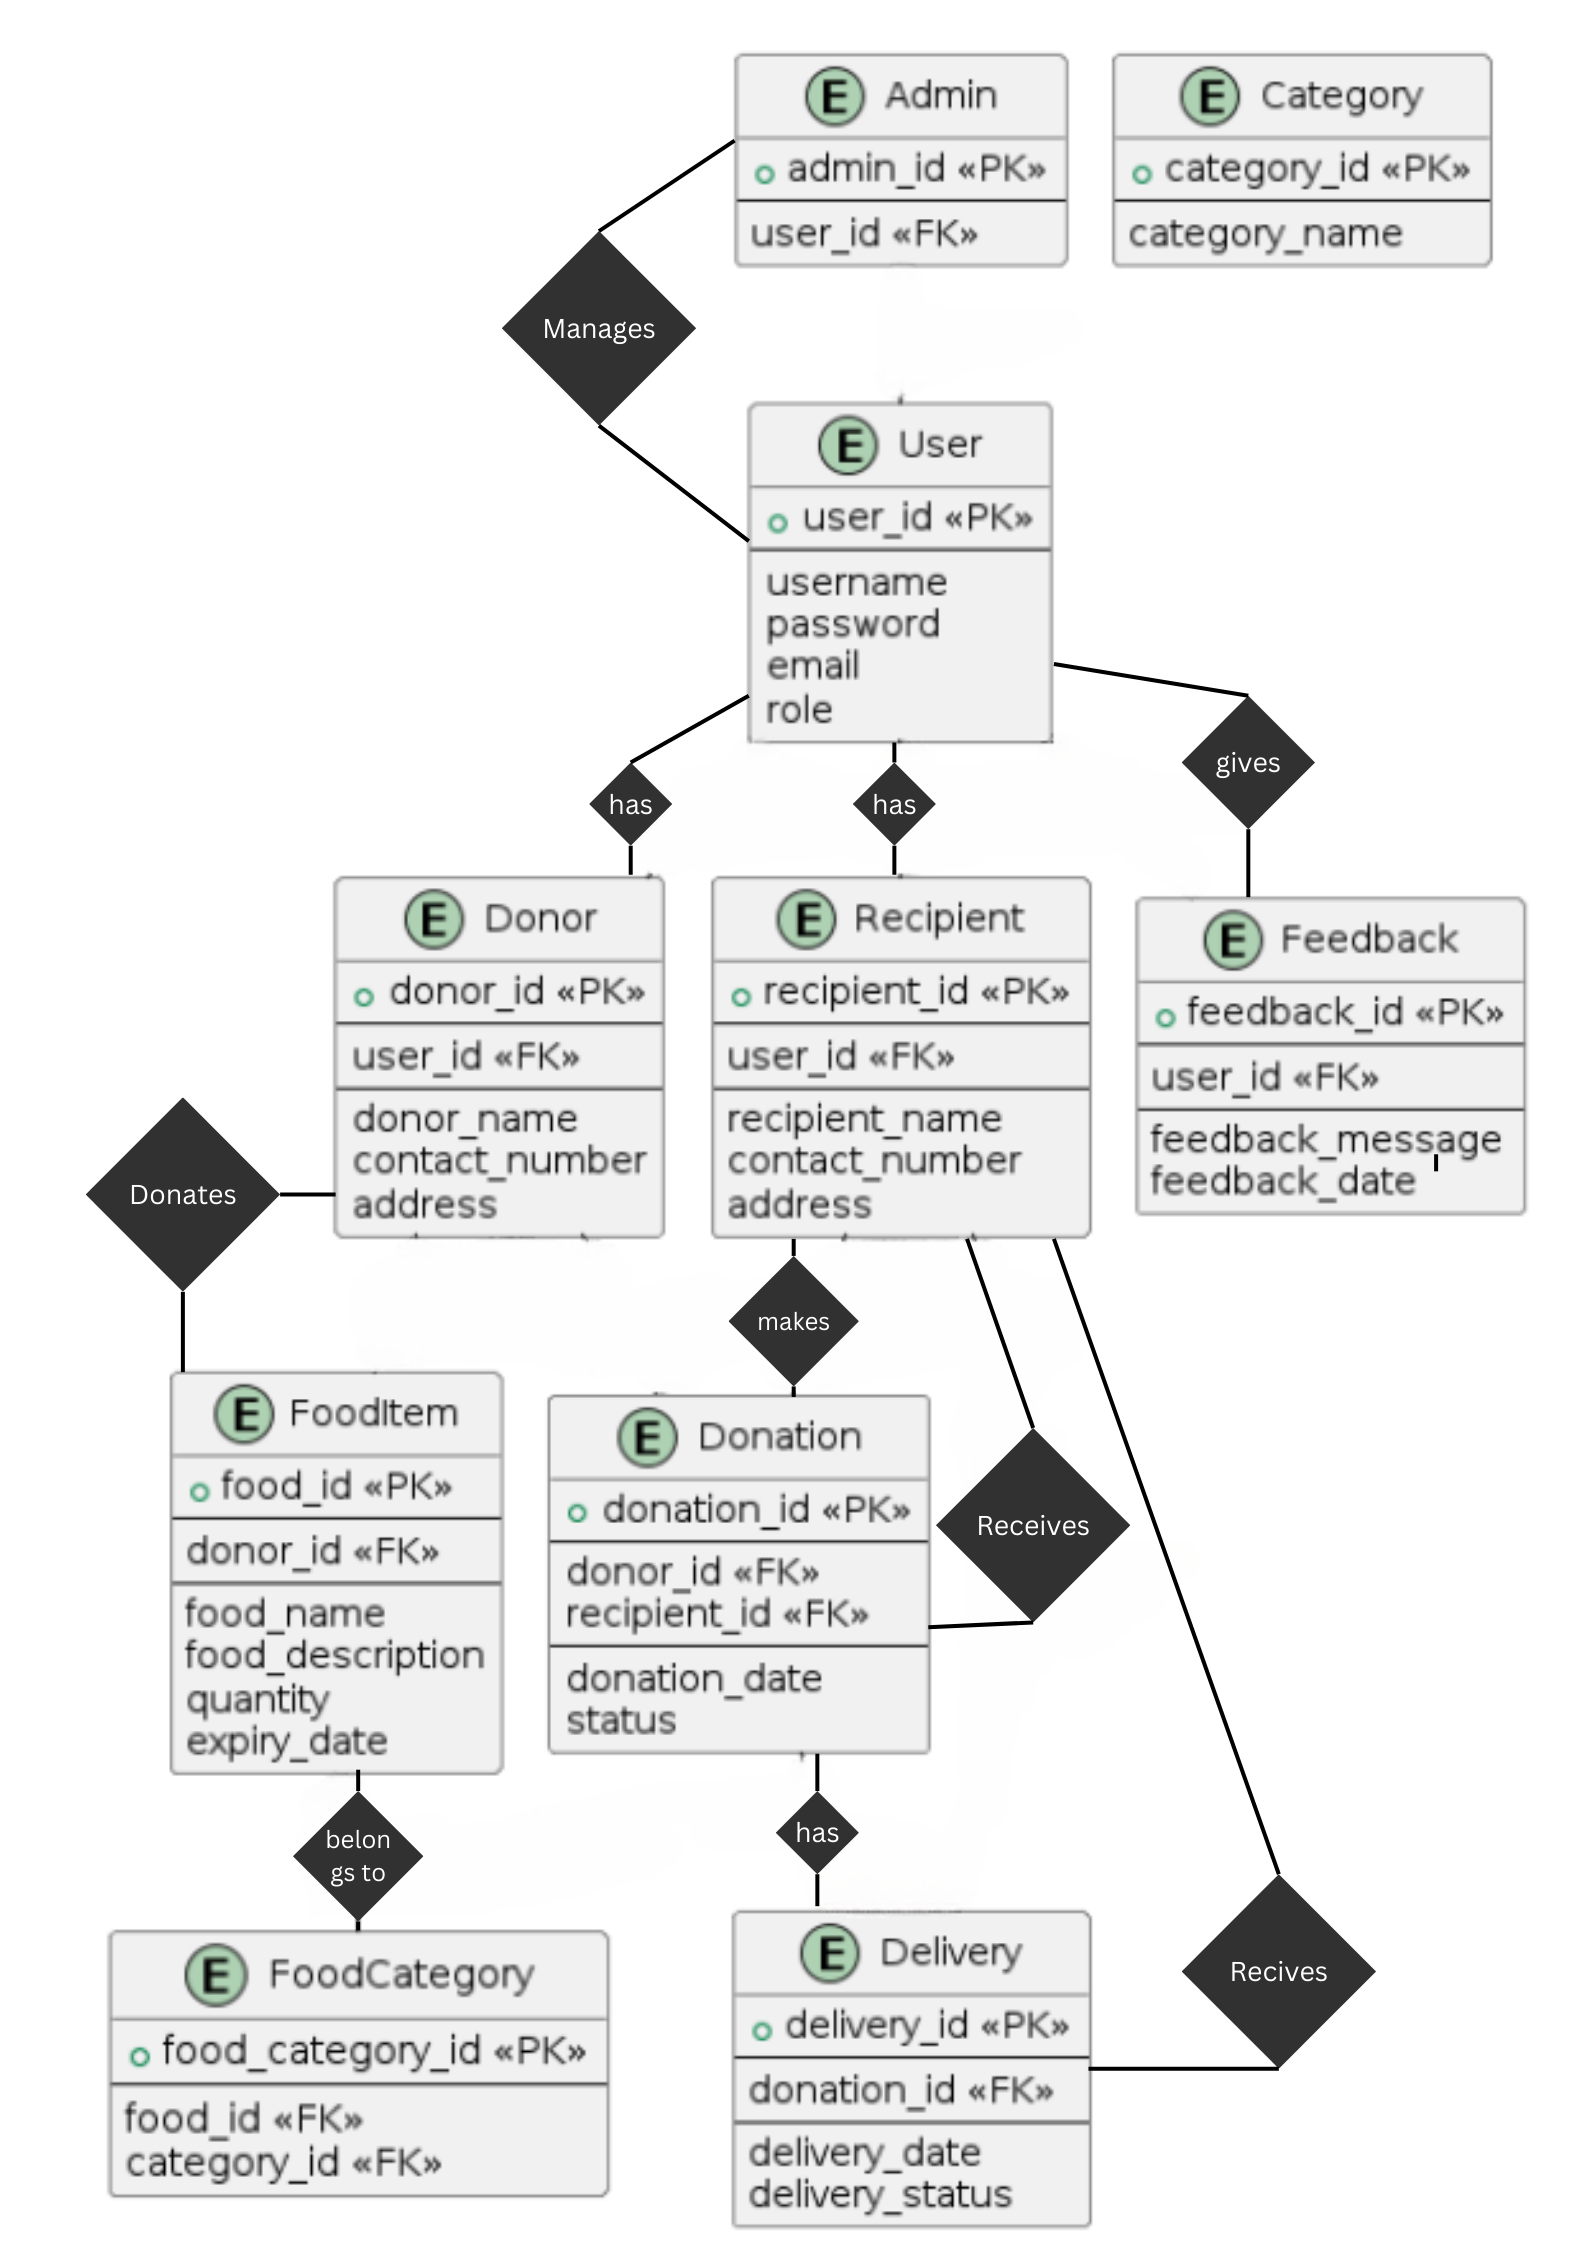 E Admin
admin_id «PK»
user_id «FK»
E Category
category_id «PK»
category_name
Manages
E User
user_id «PK»
username
password
email
role
has
has
gives
E Donor
donor_id «PK»
user_id «FK»
donor_name
contact_number
address
E Recipient
recipient_id «PK»
user_id «FK»
recipient_name
contact_number
address
E Feedback
feedback_id «PK»
user_id «FK»
feedback_message
feedback_date
Donates
makes
Receives
E FoodItem
food_id «PK»
donor_id «FK»
food_name
food_description
quantity
expiry_date
E Donation
donation_id «PK»
donor_id «FK»
recipient_id «FK»
donation_date
status
belon
gs to
has
Recives
E FoodCategory
food_category_id «PK»
food_id «FK»
category_id «FK»
E Delivery
delivery_id «PK»
donation_id «FK»
delivery_date
delivery_status